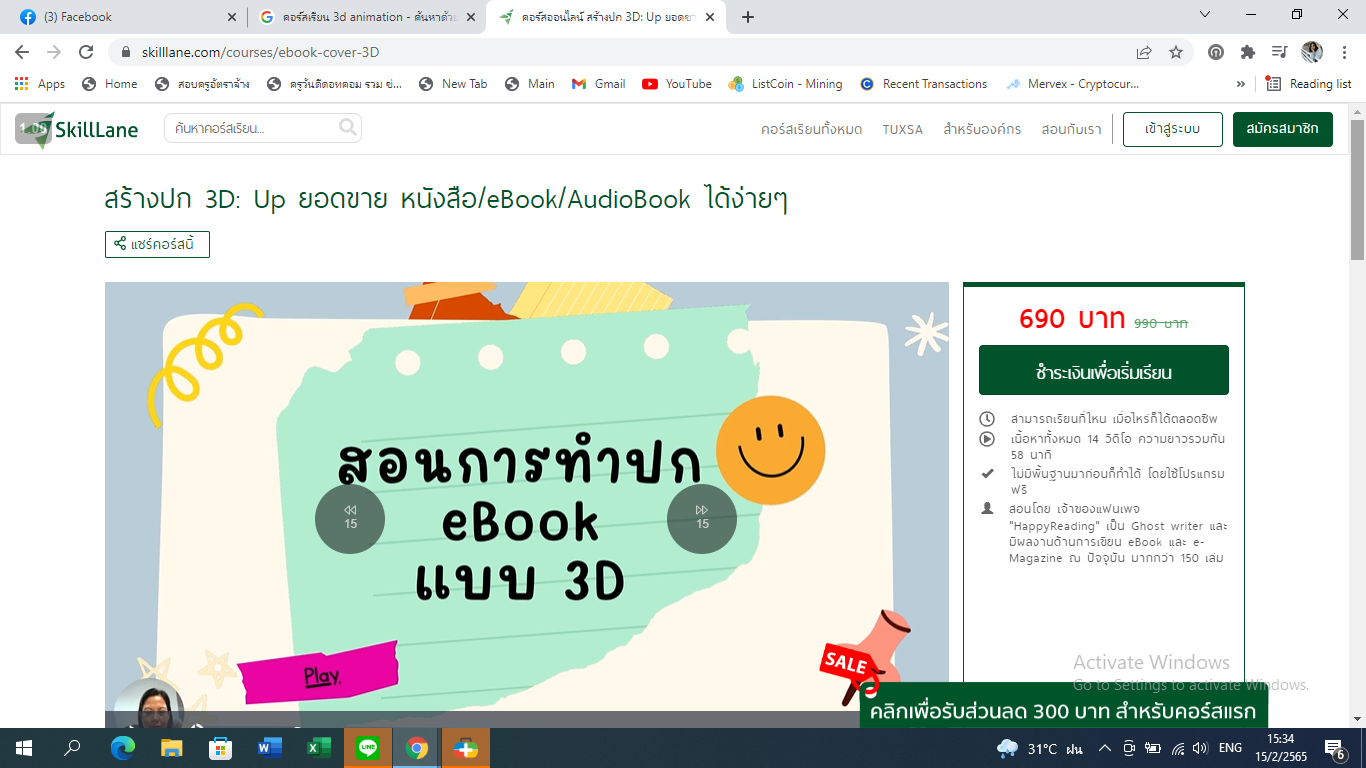 (3) Facebook
คอร์สเรียน 3d animation - ค้นหาด้วย
คอร์สออนไลน์ สร้างปก 3D: Up ยอดขา
skilllane.com/courses/ebook-cover-3D
Apps
Home
สอบครูอัตราจ้าง
ครูวันดีดอทคอม รวม ข่...
New Tab
Main
Gmail
YouTube
ListCoin - Mining
Recent Transactions
Mervex - Cryptocur...
»
Reading list
SkillLane
ค้นหาคอร์สเรียน...
คอร์สเรียนทั้งหมด
TUXSA
สำหรับองค์กร
สอนกับเรา
เข้าสู่ระบบ
สมัครสมาชิก
สร้างปก 3D: Up ยอดขาย หนังสือ/eBook/AudioBook ได้ง่ายๆ
แชร์คอร์สนี้
สอนการทำปก
eBook
แบบ 3D
15
15
Play.
SALE
690 บาท 990 บาท
ชำระเงินเพื่อเริ่มเรียน
สามารถเรียนที่ไหน เมื่อไหร่ก็ได้ตลอดชีพ
เนื้อหาทั้งหมด 14 วิดีโอ ความยาวรวมกัน
58 นาที
ไม่มีพื้นฐานมาก่อนก็ทำได้ โดยใช้โปรแกรม
ฟรี
สอนโดย เจ้าของแฟนเพจ
"HappyReading" เป็น Ghost writer และ
มีผลงานด้านการเขียน eBook และ e-
Magazine ณ ปัจจุบัน มากกว่า 150 เล่ม
Activate Windows
Go to Settings to activate Windows.
คลิกเพื่อรับส่วนลด 300 บาท สำหรับคอร์สแรก
31°C ฝน
ENG
15:34
15/2/2565
6